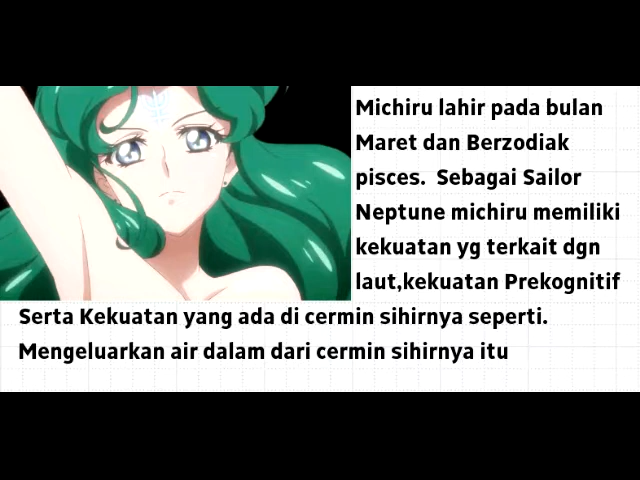 Michiru lahir pada bulan
Maret dan Berzodiak
pisces. Sebagai Sailor
Neptune michiru memiliki
kekuatan yg terkait dgn
laut,kekuatan Prekognitif
Serta Kekuatan yang ada di cermin sihirnya seperti.
Mengeluarkan air dalam dari cermin sihirnya itu